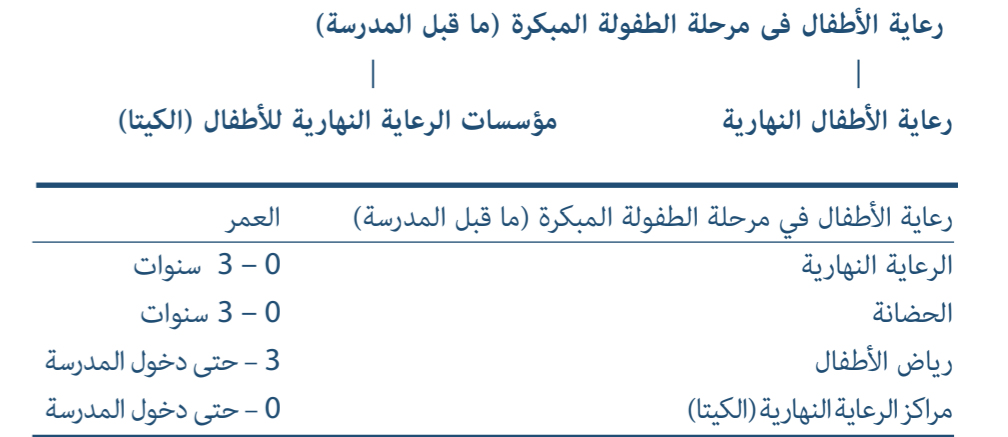 رعاية الأطفال فى مرحلة الطفولة المبكرة (ما قبل المدرسة)
| |
رعاية الأطفال النهارية مؤسسات الرعاية النهارية للأطفال (الكيتا)
رعاية الأطفال في مرحلة الطفولة المبكرة (ما قبل المدرسة) العمر
الرعاية النهارية 0 – 3 سنوات
الحضانة 0 – 3 سنوات
رياض الأطفال 3 – حتى دخول المدرسة
مراكز الرعاية النهارية (الكيتا) 0 – حتى دخول المدرسة